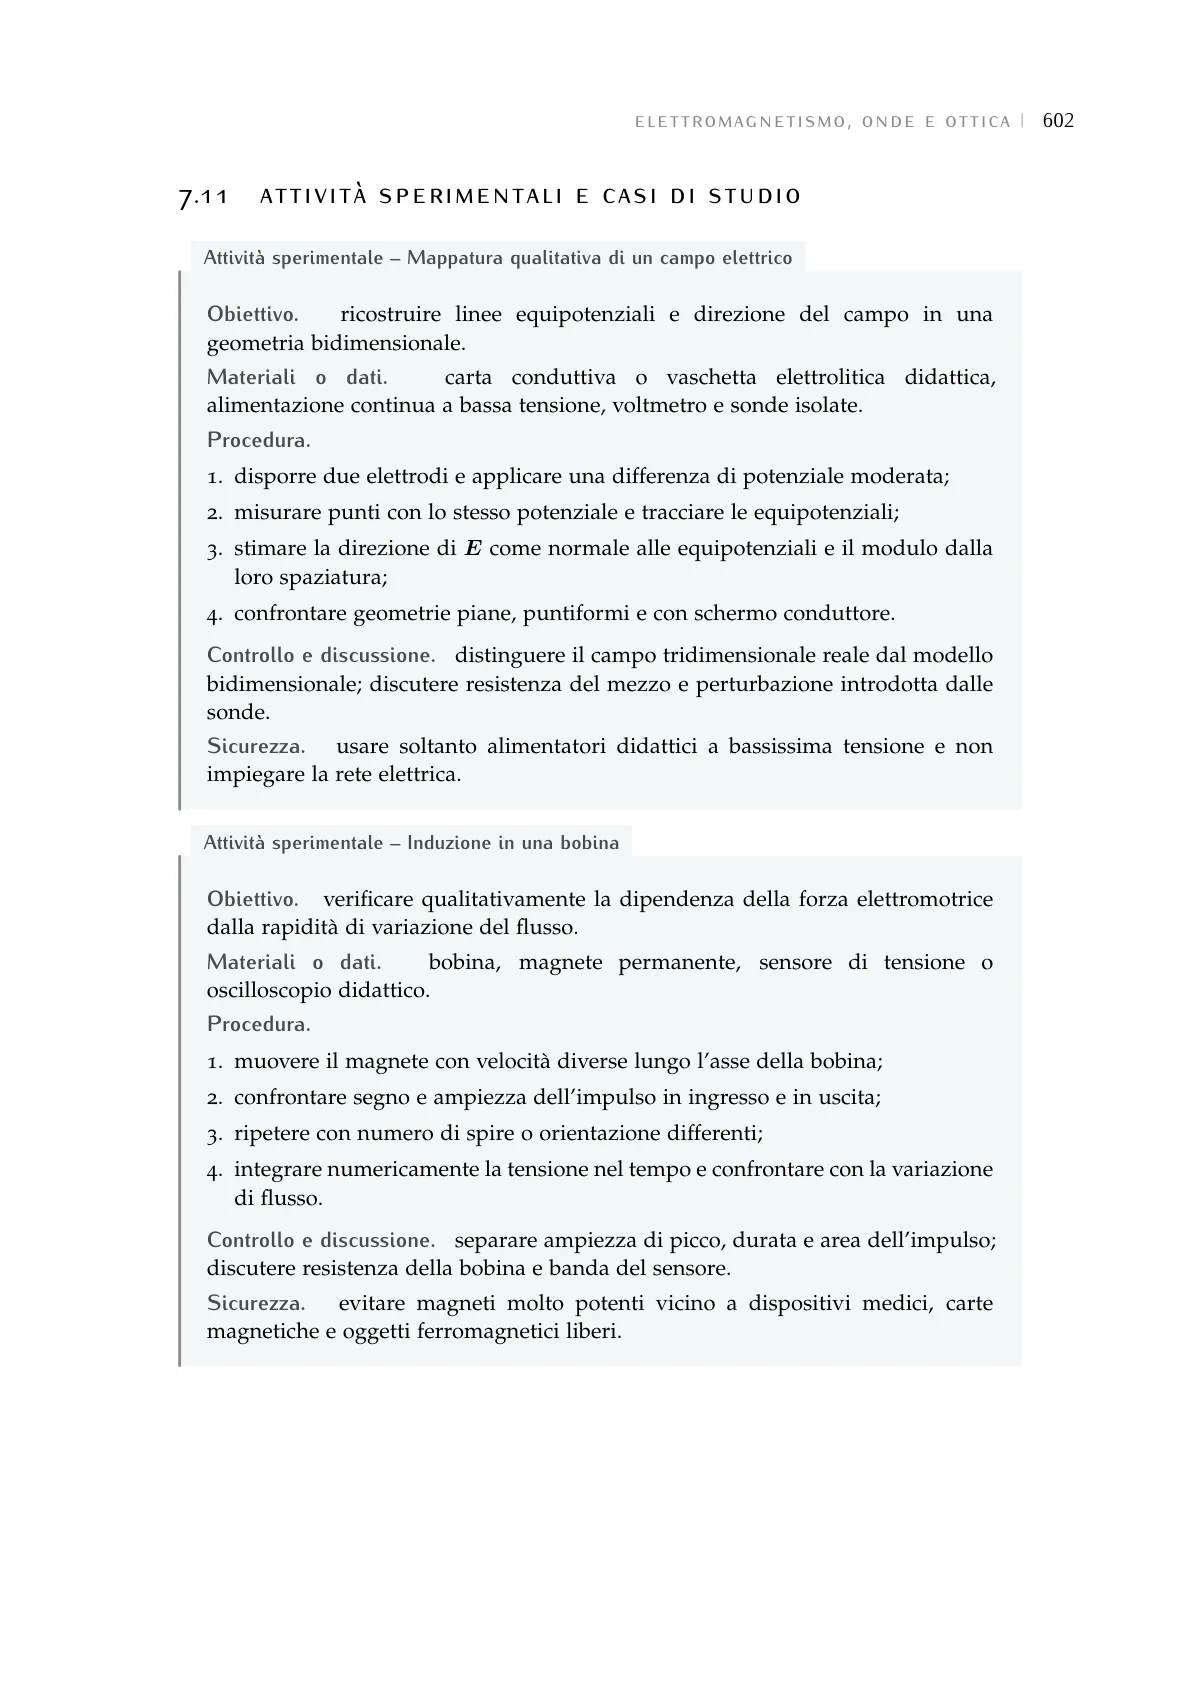 ELETTROMAGNETISMO, ONDE E OTTICA | 602
7.11 ATTIVITÀ SPERIMENTALI E CASI DI STUDIO
Attività sperimentale – Mappatura qualitativa di un campo elettrico
Obiettivo. ricostruire linee equipotenziali e direzione del campo in una
geometria bidimensionale.
Materiali o dati. carta conduttiva o vaschetta elettrolitica didattica,
alimentazione continua a bassa tensione, voltmetro e sonde isolate.
Procedura.
1. disporre due elettrodi e applicare una differenza di potenziale moderata;
2. misurare punti con lo stesso potenziale e tracciare le equipotenziali;
3. stimare la direzione di E come normale alle equipotenziali e il modulo dalla
loro spaziatura;
4. confrontare geometrie piane, puntiformi e con schermo conduttore.
Controllo e discussione. distinguere il campo tridimensionale reale dal modello
bidimensionale; discutere resistenza del mezzo e perturbazione introdotta dalle
sonde.
Sicurezza. usare soltanto alimentatori didattici a bassissima tensione e non
impiegare la rete elettrica.
Attività sperimentale – Induzione in una bobina
Obiettivo. verificare qualitativamente la dipendenza della forza elettromotrice
dalla rapidità di variazione del flusso.
Materiali o dati. bobina, magnete permanente, sensore di tensione o
oscilloscopio didattico.
Procedura.
1. muovere il magnete con velocità diverse lungo l'asse della bobina;
2. confrontare segno e ampiezza dell'impulso in ingresso e in uscita;
3. ripetere con numero di spire o orientazione differenti;
4. integrare numericamente la tensione nel tempo e confrontare con la variazione
di flusso.
Controllo e discussione. separare ampiezza di picco, durata e area dell'impulso;
discutere resistenza della bobina e banda del sensore.
Sicurezza. evitare magneti molto potenti vicino a dispositivi medici, carte
magnetiche e oggetti ferromagnetici liberi.